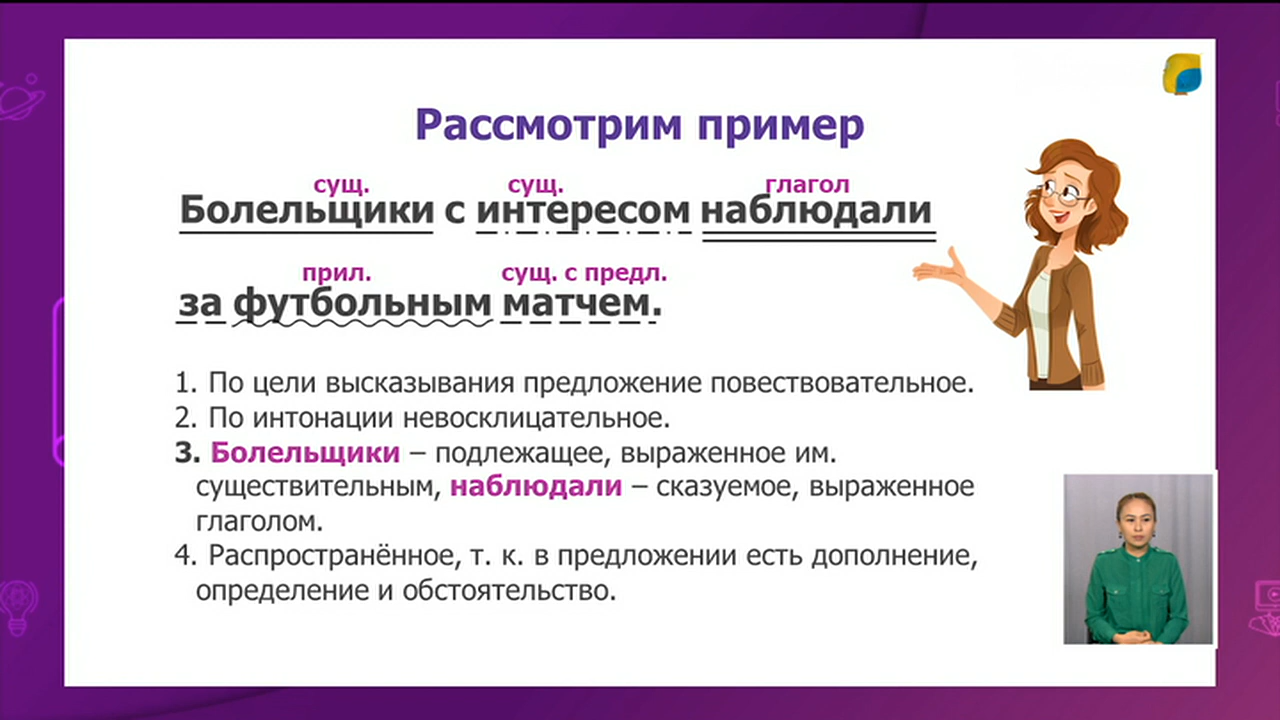 Рассмотрим пример
сущ. сущ. глагол
Болельщики с интересом наблюдали
прил. сущ. с предл.
за футбольным матчем.
1. По цели высказывания предложение повествовательное.
2. По интонации невосклицательное.
3. Болельщики – подлежащее, выраженное им.
существительным, наблюдали – сказуемое, выраженное
глаголом.
4. Распространённое, т. к. в предложении есть дополнение,
определение и обстоятельство.